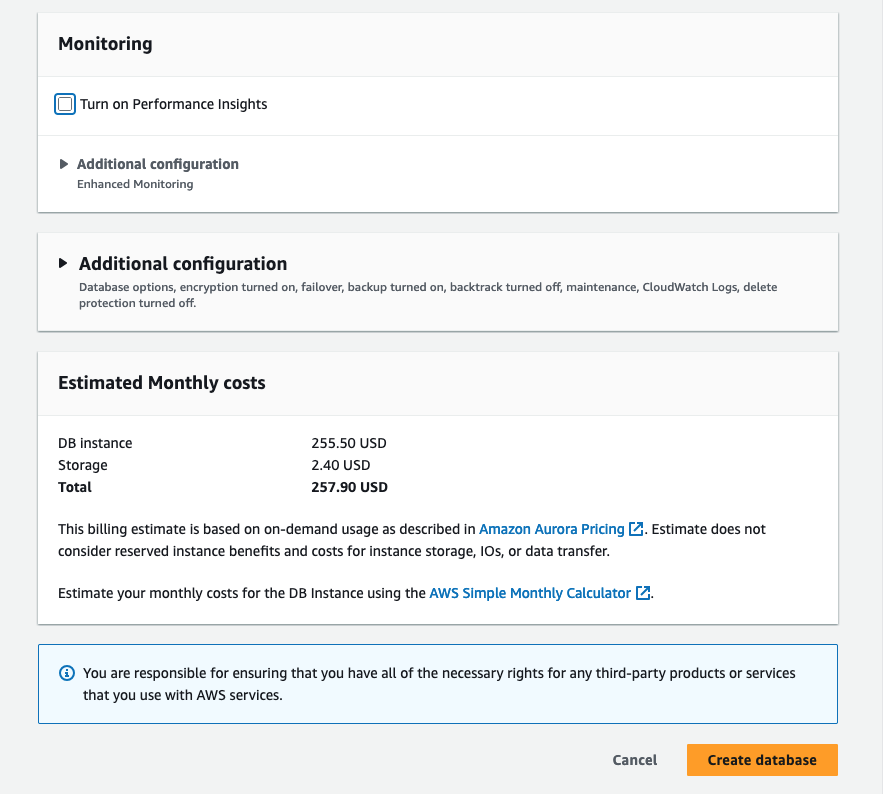 Monitoring
Turn on Performance Insights
Additional configuration
Enhanced Monitoring
Additional configuration
Database options, encryption turned on, failover, backup turned on, backtrack turned off, maintenance, CloudWatch Logs, delete
protection turned off.
Estimated Monthly costs
DB instance 255.50 USD
Storage 2.40 USD
Total 257.90 USD
This billing estimate is based on on-demand usage as described in Amazon Aurora Pricing. Estimate does not
consider reserved instance benefits and costs for instance storage, IOs, or data transfer.
Estimate your monthly costs for the DB Instance using the AWS Simple Monthly Calculator.
You are responsible for ensuring that you have all of the necessary rights for any third-party products or services
that you use with AWS services.
Cancel Create database